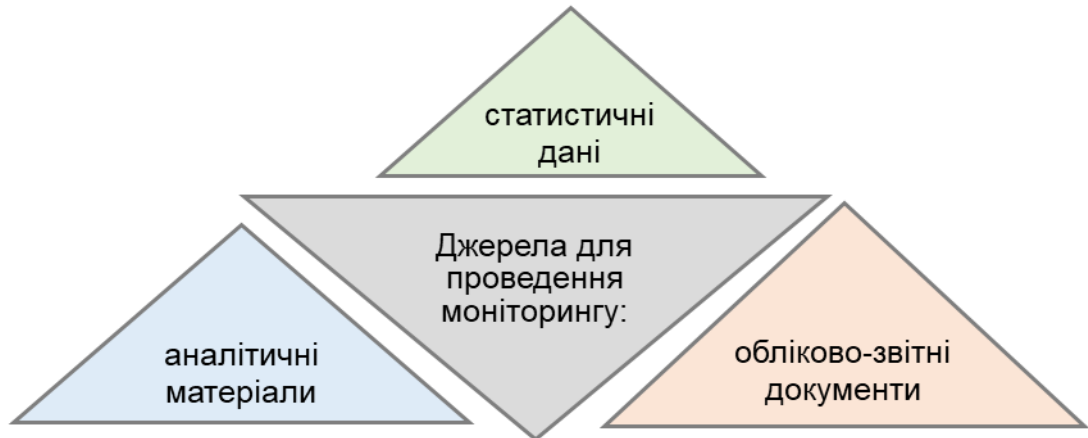 статистичні
дані
Джерела для
проведення
моніторингу:
аналітичні
матеріали
обліково-звітні
документи